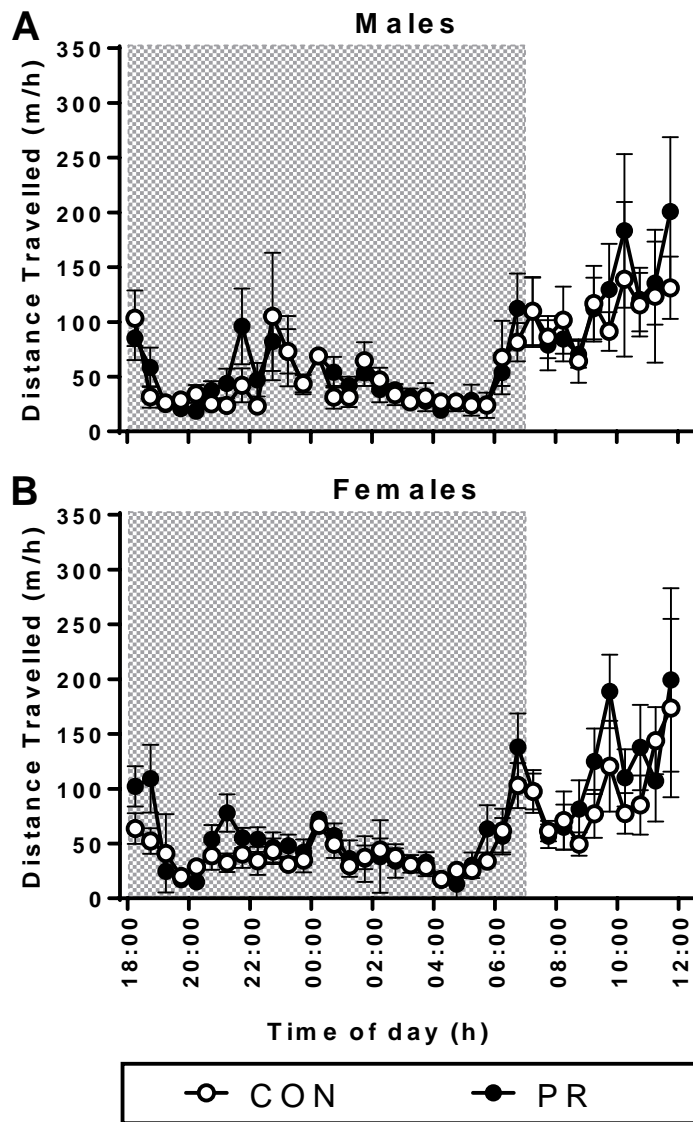 A
Males
350
300
250
200
150
100
50
0
Distance Travelled (m/h)
B
Females
350
300
250
200
150
100
50
0
Distance Travelled (m/h)
18:00 20:00 22:00 00:00 02:00 04:00 06:00 08:00 10:00 12:00
Time of day (h)
CON PR